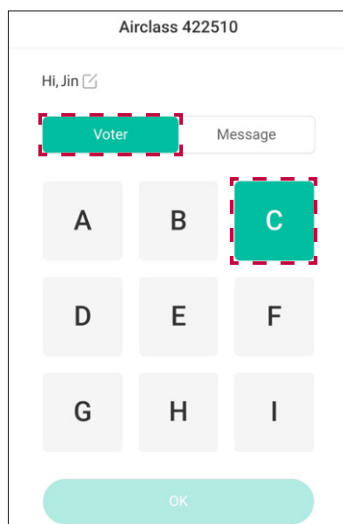 Airclass 422510
Hi, Jin
Voter Message
A B C
D E F
G H I
OK